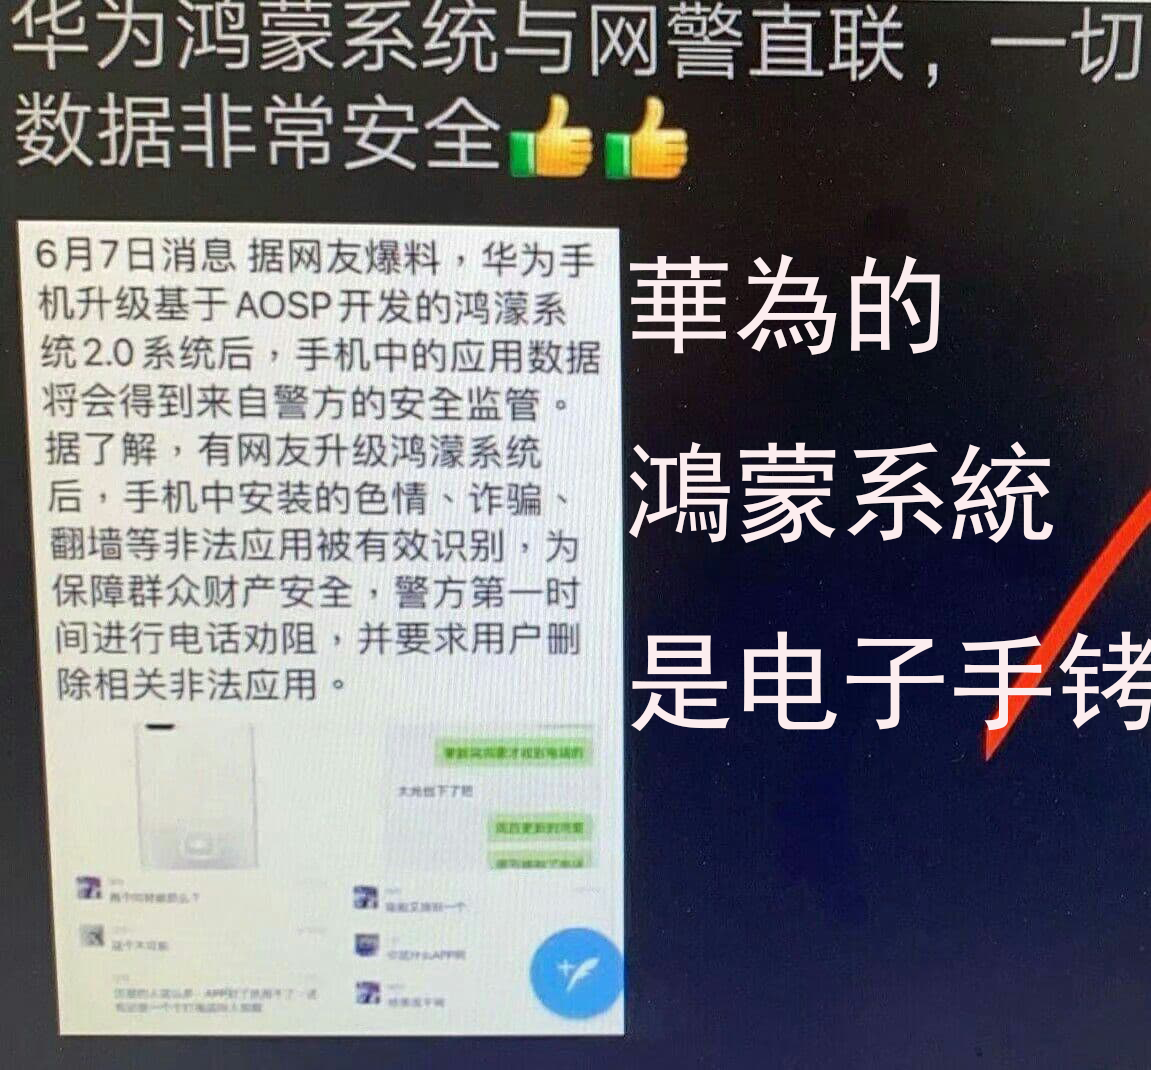 华为鸿蒙系统与网警直联，一切
数据非常安全👍👍
6月7日消息 据网友爆料，华为手
机升级基于AOSP开发的鸿濛系
统2.0系统后，手机中的应用数据
将会得到来自警方的安全监管。
据了解，有网友升级鸿濛系统
后，手机中安装的色情、诈骗、
翻墙等非法应用被有效识别，为
保障群众财产安全，警方第一时
间进行电话劝阻，并要求用户删
除相关非法应用。
華為的
鴻蒙系統
是电子手铐